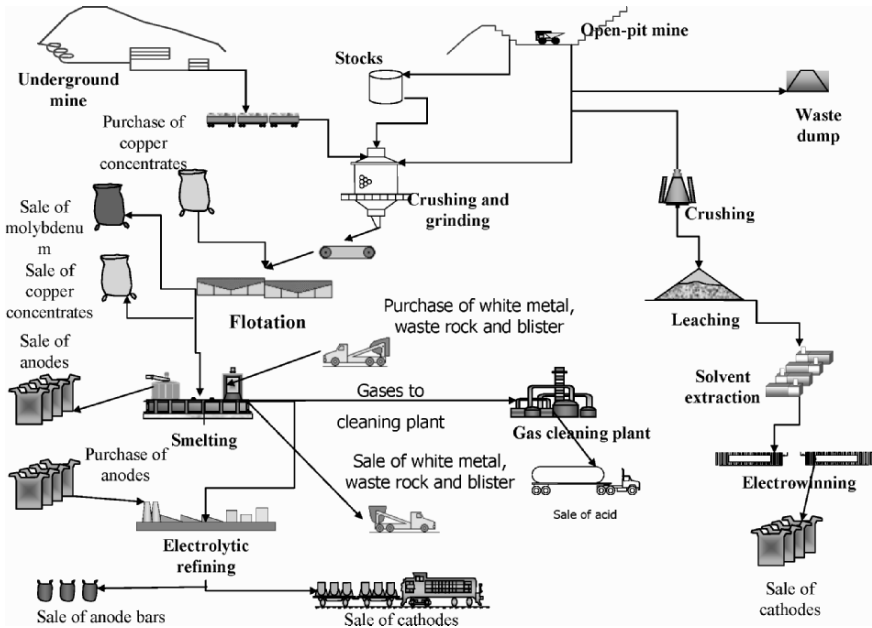 Open-pit mine
Stocks
Underground
mine
Waste
dump
Purchase of
copper
concentrates
Crushing and
grinding
Crushing
Sale of
molybdenu
m
Sale of
copper
concentrates
Flotation
Purchase of white metal,
waste rock and blister
Leaching
Sale of
anodes
Solvent
extraction
Gases to
cleaning plant
Smelting
Gas cleaning plant
Purchase
of anodes
Sale of white metal,
waste rock and blister
Electrowinning
Sale of acid
Electrolytic
refining
Sale of
cathodes
Sale of anode bars
Sale of cathodes